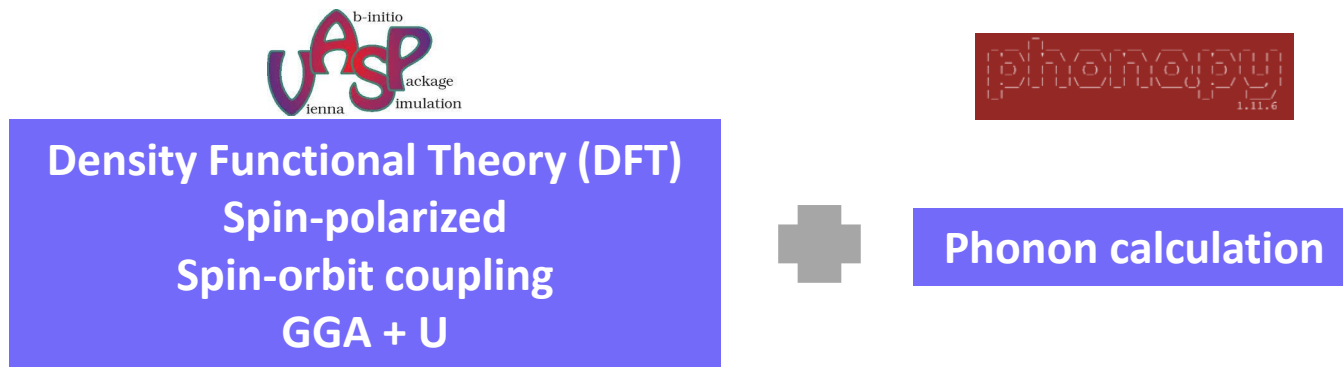 b-initio
VASP
ackage
imulation
ienna
Density Functional Theory (DFT)
Spin-polarized
Spin-orbit coupling
GGA + U
phonopy
1.11.6
Phonon calculation